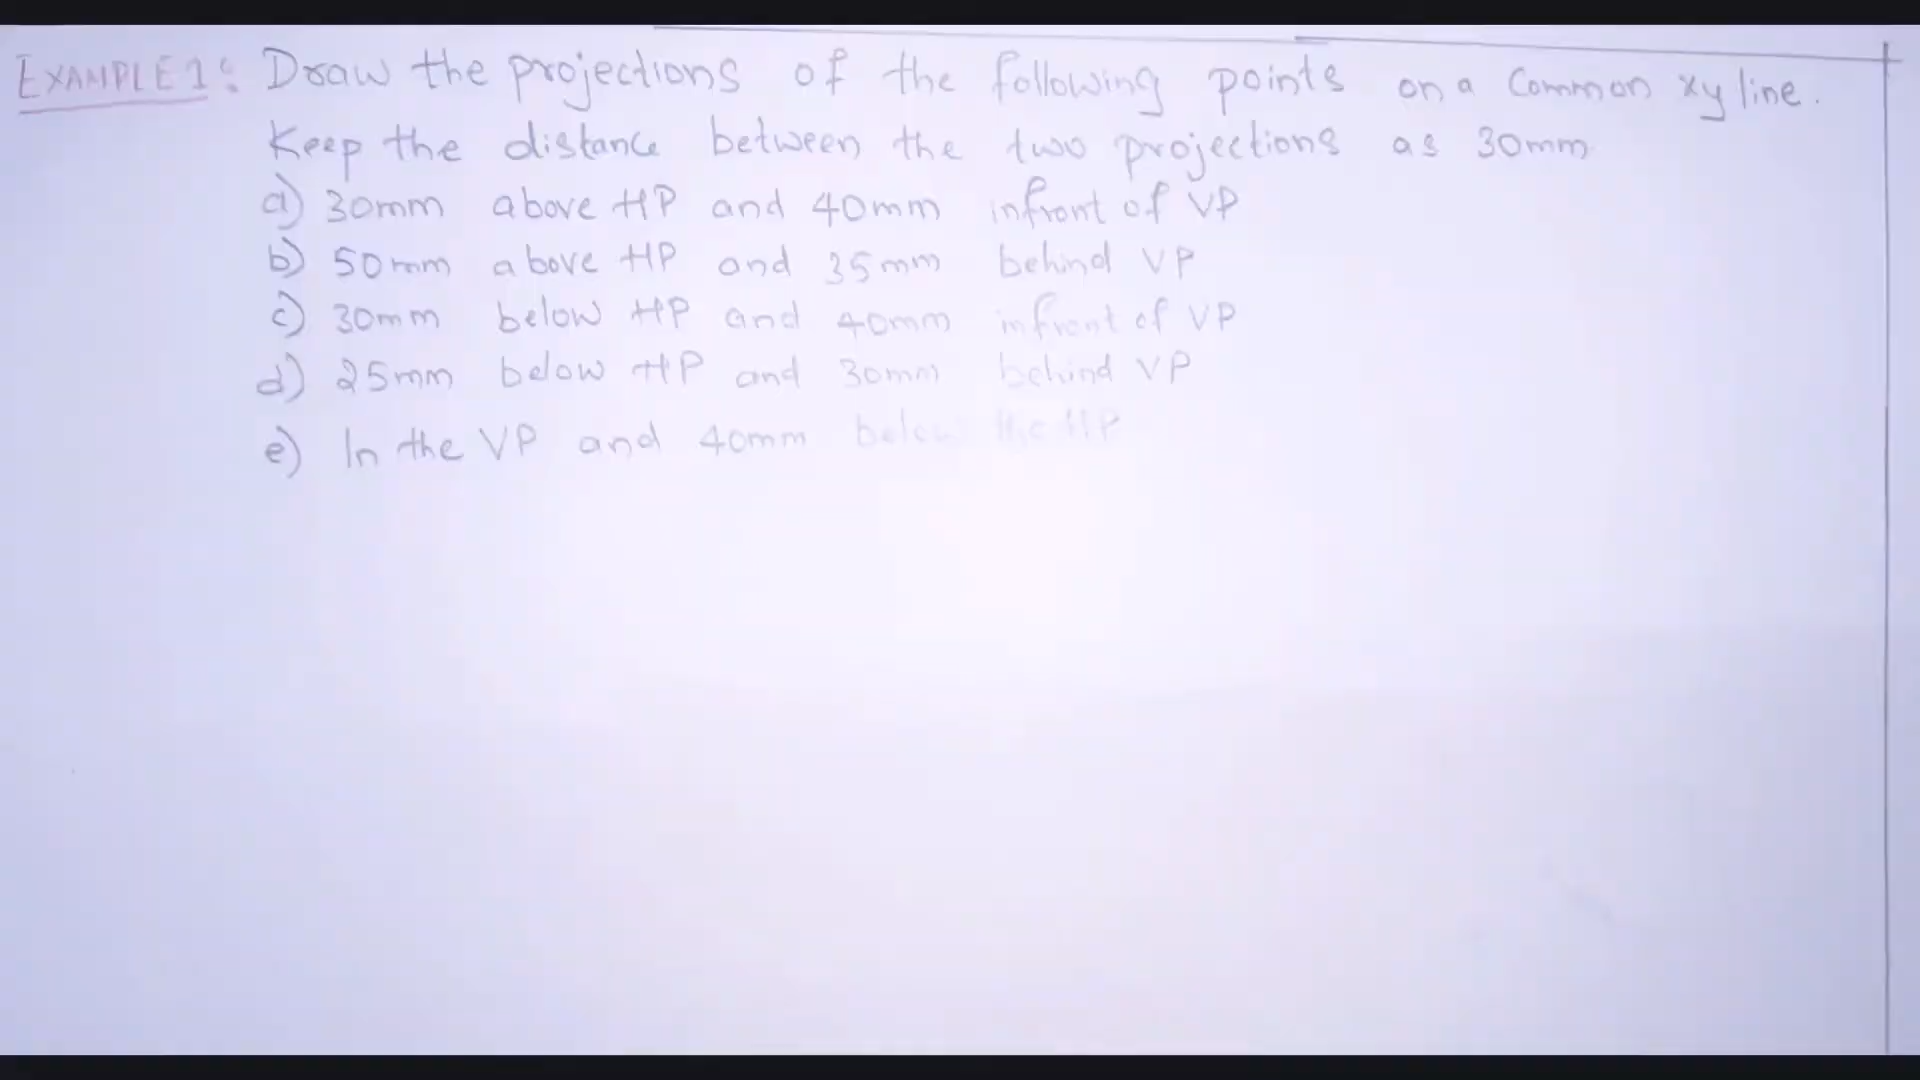 EXAMPLE 1: Draw the projections of the following points on a common xy line.
Keep the distance between the two projections as 30mm
a) 30mm above HP and 40mm infront of VP
b) 50mm above HP and 35mm behind VP
c) 30mm below HP and 40mm infront of VP
d) 25mm below HP and 30mm behind VP
e) In the VP and 40mm below the HP